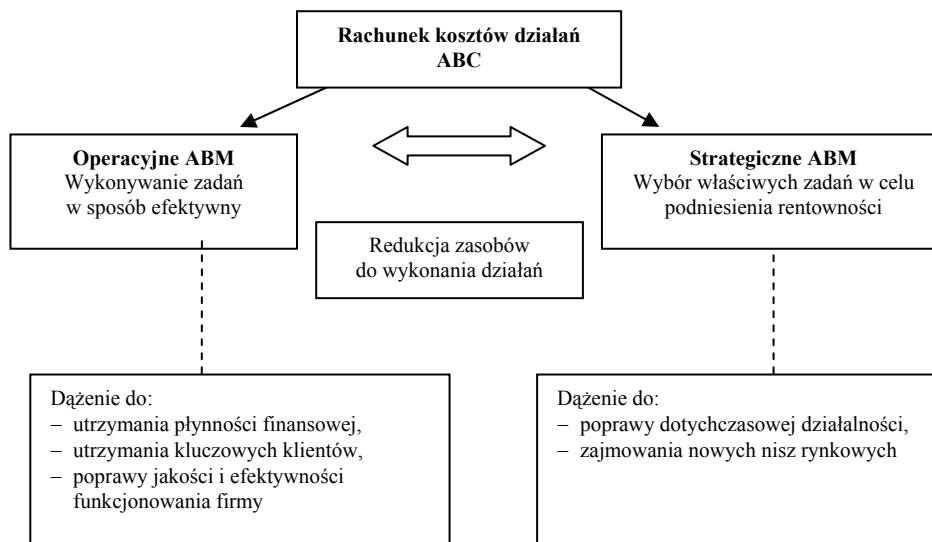 Rachunek kosztów działań
ABC
Operacyjne ABM
Wykonywanie zadań
w sposób efektywny
Strategiczne ABM
Wybór właściwych zadań w celu
podniesienia rentowności
Redukcja zasobów
do wykonania działań
Dążenie do:
– utrzymania płynności finansowej,
– utrzymania kluczowych klientów,
– poprawy jakości i efektywności
funkcjonowania firmy
Dążenie do:
– poprawy dotychczasowej działalności,
– zajmowania nowych nisz rynkowych